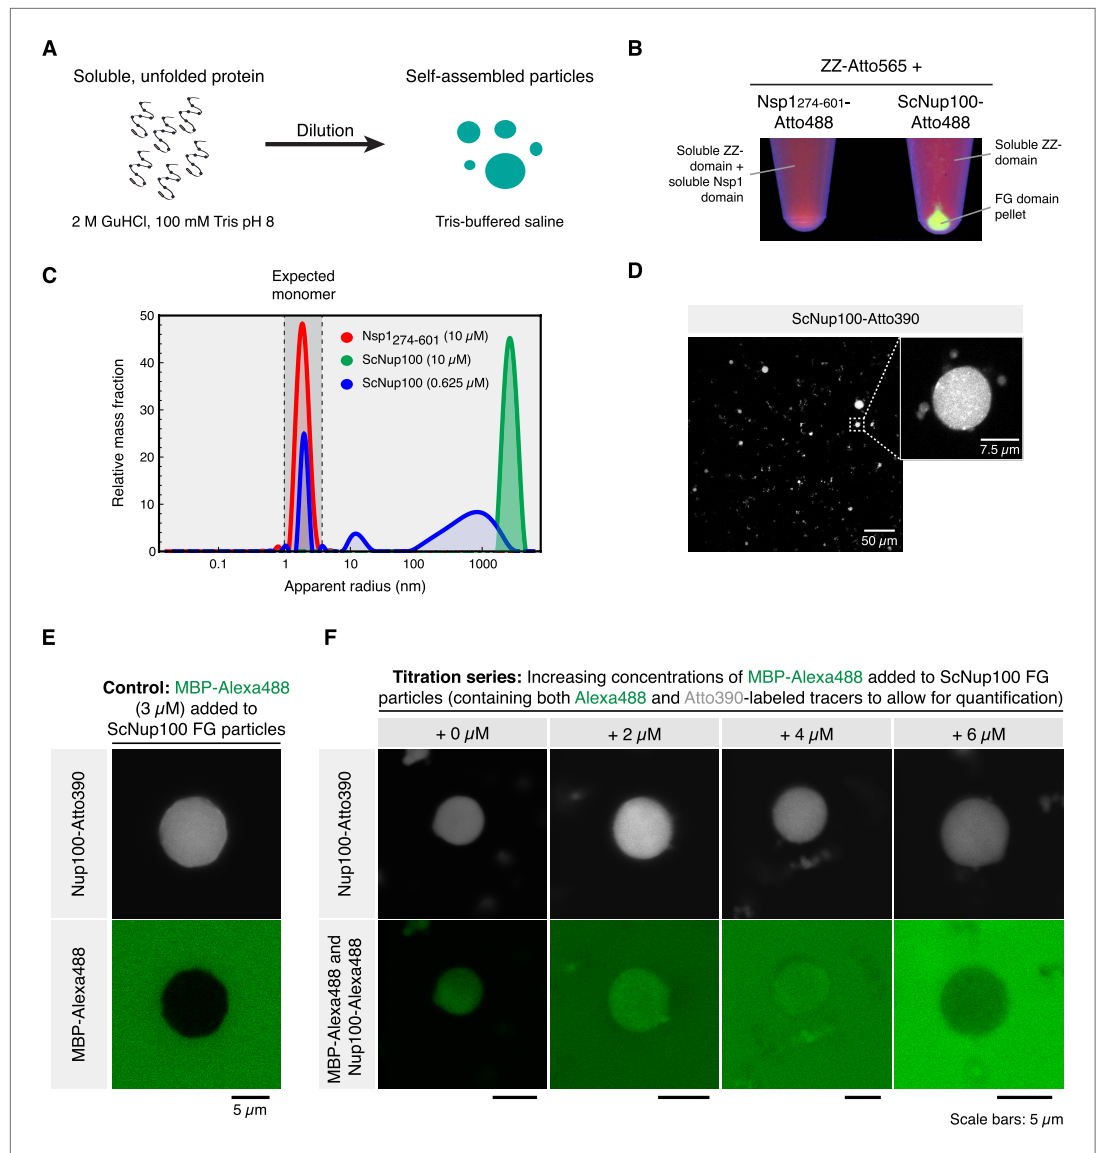 A
Soluble, unfolded protein
Dilution
Self-assembled particles
2 M GuHCl, 100 mM Tris pH 8
Tris-buffered saline
B
ZZ-Atto565 +
Nsp1274-601-
Atto488
ScNup100-
Atto488
Soluble ZZ-
domain +
soluble Nsp1
domain
Soluble ZZ-
domain
FG domain
pellet
C
Expected
monomer
Relative mass fraction
50
40
30
20
10
0
Nsp1274-601 (10 µM)
ScNup100 (10 µM)
ScNup100 (0.625 µM)
0.1
1
10
100
1000
Apparent radius (nm)
D
ScNup100-Atto390
7.5 µm
50 µm
E
Control: MBP-Alexa488
(3 µM) added to
ScNup100 FG particles
Nup100-Atto390
MBP-Alexa488
5 µm
F
Titration series: Increasing concentrations of MBP-Alexa488 added to ScNup100 FG
particles (containing both Alexa488 and Atto390-labeled tracers to allow for quantification)
+ 0 µM
+ 2 µM
+ 4 µM
+ 6 µM
Nup100-Atto390
MBP-Alexa488 and
Nup100-Alexa488
Scale bars: 5 µm